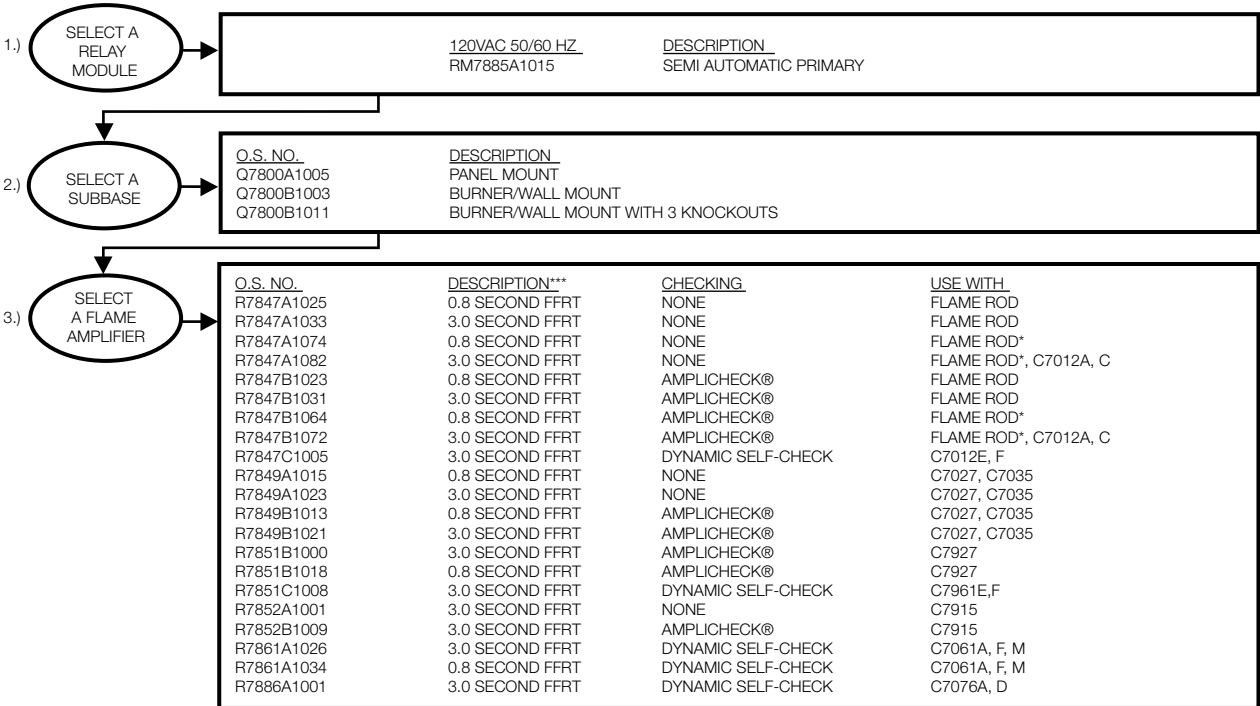 1.)
SELECT A
RELAY
MODULE
120VAC 50/60 HZ DESCRIPTION
RM7885A1015 SEMI AUTOMATIC PRIMARY
2.)
SELECT A
SUBBASE
O.S. NO. DESCRIPTION
Q7800A1005 PANEL MOUNT
Q7800B1003 BURNER/WALL MOUNT
Q7800B1011 BURNER/WALL MOUNT WITH 3 KNOCKOUTS
3.)
SELECT
A FLAME
AMPLIFIER
O.S. NO. DESCRIPTION*** CHECKING USE WITH
R7847A1025 0.8 SECOND FFRT NONE FLAME ROD
R7847A1033 3.0 SECOND FFRT NONE FLAME ROD
R7847A1074 0.8 SECOND FFRT NONE FLAME ROD*
R7847A1082 3.0 SECOND FFRT NONE FLAME ROD*, C7012A, C
R7847B1023 0.8 SECOND FFRT AMPLICHECK® FLAME ROD
R7847B1031 3.0 SECOND FFRT AMPLICHECK® FLAME ROD
R7847B1064 0.8 SECOND FFRT AMPLICHECK® FLAME ROD*
R7847B1072 3.0 SECOND FFRT AMPLICHECK® FLAME ROD*, C7012A, C
R7847C1005 3.0 SECOND FFRT DYNAMIC SELF-CHECK C7012E, F
R7849A1015 0.8 SECOND FFRT NONE C7027, C7035
R7849A1023 3.0 SECOND FFRT NONE C7027, C7035
R7849B1013 0.8 SECOND FFRT AMPLICHECK® C7027, C7035
R7849B1021 3.0 SECOND FFRT AMPLICHECK® C7027, C7035
R7851B1000 3.0 SECOND FFRT AMPLICHECK® C7927
R7851B1018 0.8 SECOND FFRT AMPLICHECK® C7927
R7851C1008 3.0 SECOND FFRT DYNAMIC SELF-CHECK C7961E,F
R7852A1001 3.0 SECOND FFRT NONE C7915
R7852B1009 3.0 SECOND FFRT AMPLICHECK® C7915
R7861A1026 3.0 SECOND FFRT DYNAMIC SELF-CHECK C7061A, F, M
R7861A1034 0.8 SECOND FFRT DYNAMIC SELF-CHECK C7061A, F, M
R7886A1001 3.0 SECOND FFRT DYNAMIC SELF-CHECK C7076A, D